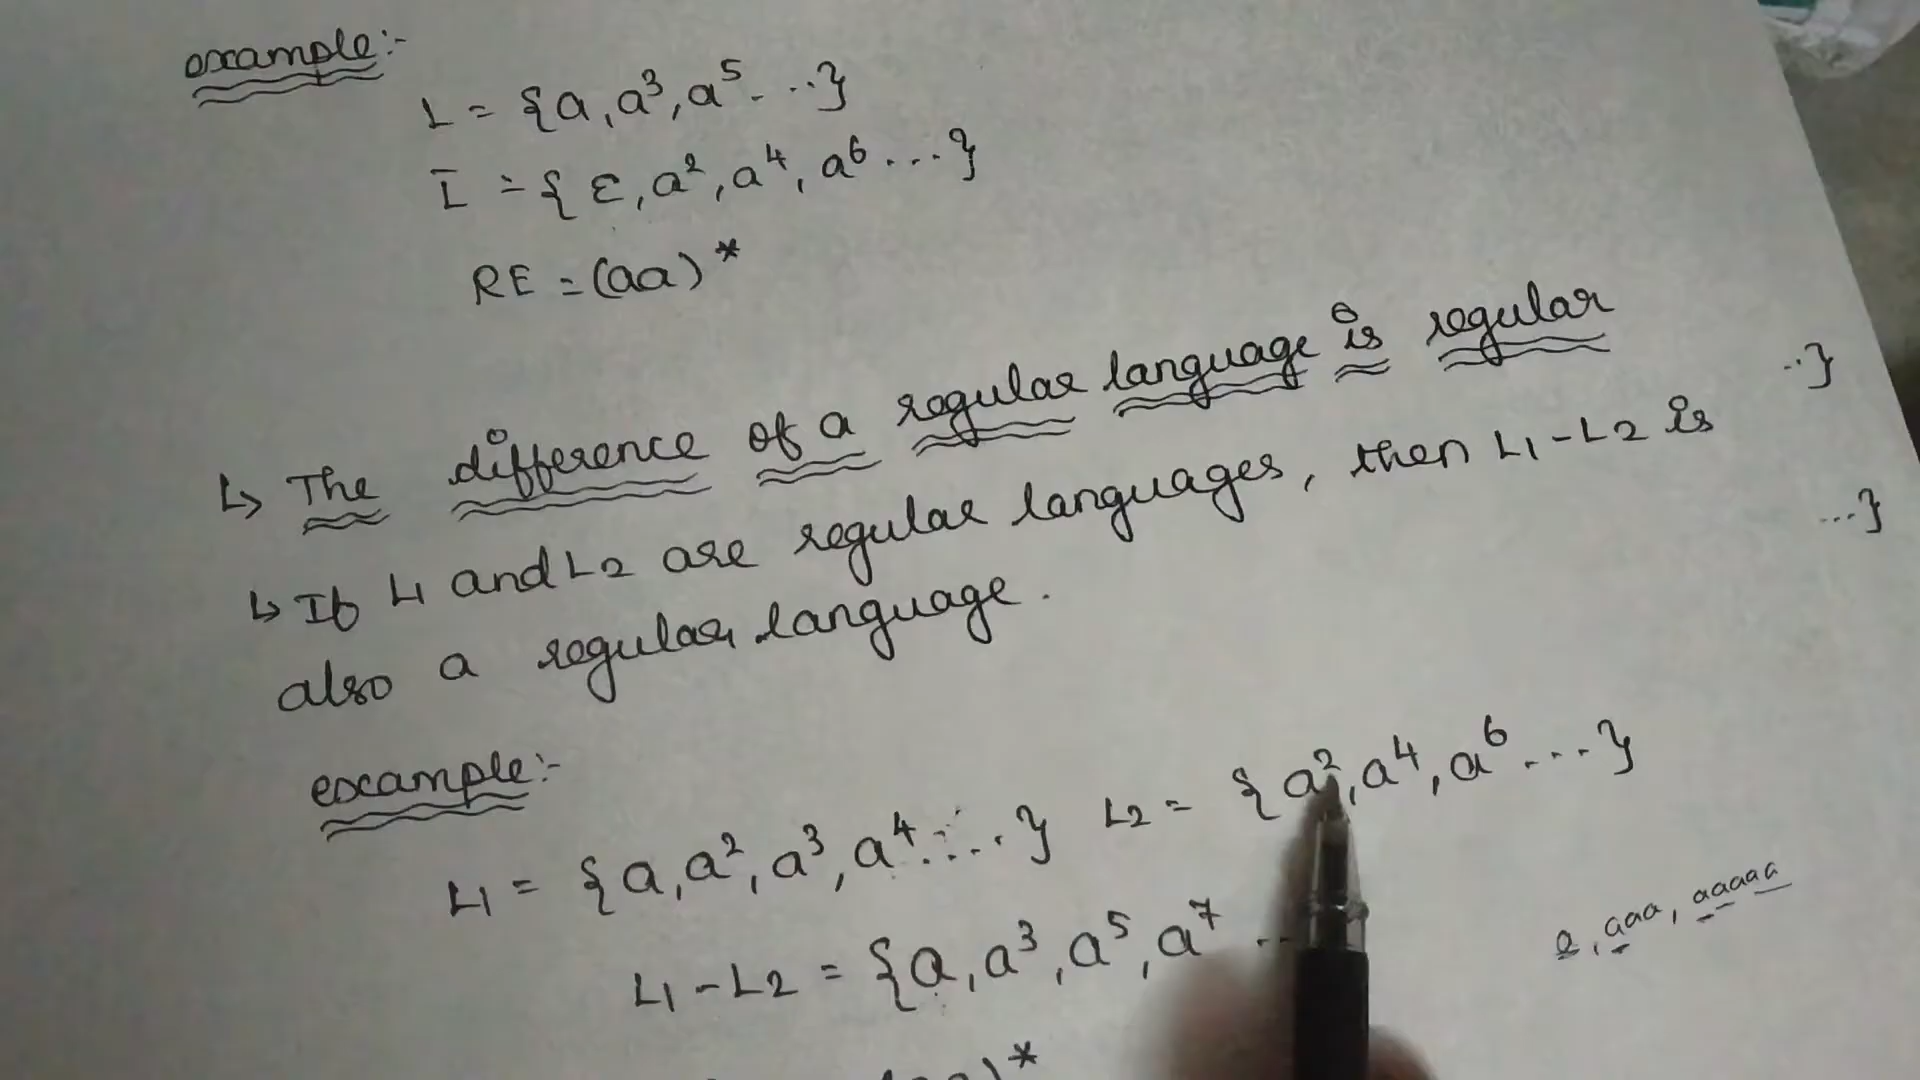 example:-
L = {a, a³, a⁵- ...}
L̄ = {ε, a², a⁴, a⁶ ...}
RE = (aa)*
↳ The difference of a regular language is regular
..}
↳ If L1 and L2 are regular languages, then L1-L2 is
...}
also a regular language.
example:-
L1 = {a, a², a³, a⁴.....} L2 = {a², a⁴, a⁶ ...}
a, aaa, aaaaa
L1-L2 = {a, a³, a⁵, a⁷ ..
)*